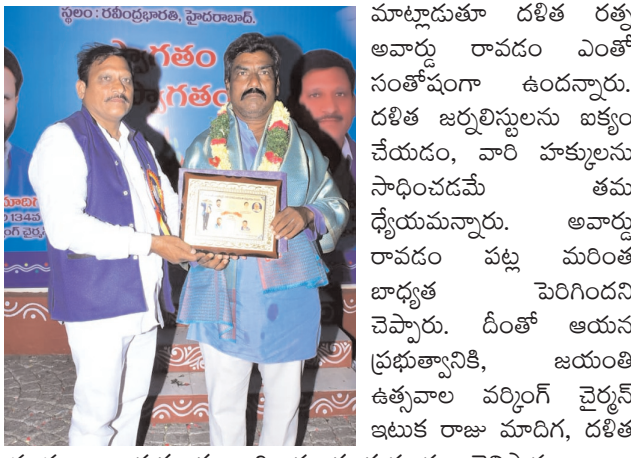 స్థలం : రవీంద్రభారతి, హైదరాబాద్.
స్వాగతం
మాట్లాడుతూ దళిత రత్న
అవార్డు రావడం ఎంతో
సంతోషంగా ఉందన్నారు.
దళిత జర్నలిస్టులను ఐక్యం
చేయడం, వారి హక్కులను
సాధించడమే తమ
ధ్యేయమన్నారు. అవార్డు
రావడం పట్ల మరింత
బాధ్యత పెరిగిందని
చెప్పారు. దీంతో ఆయన
ప్రభుత్వానికి, జయంతి
ఉత్సవాల వర్కింగ్ చైర్మన్
ఇటుక రాజు మాదిగ, దళిత